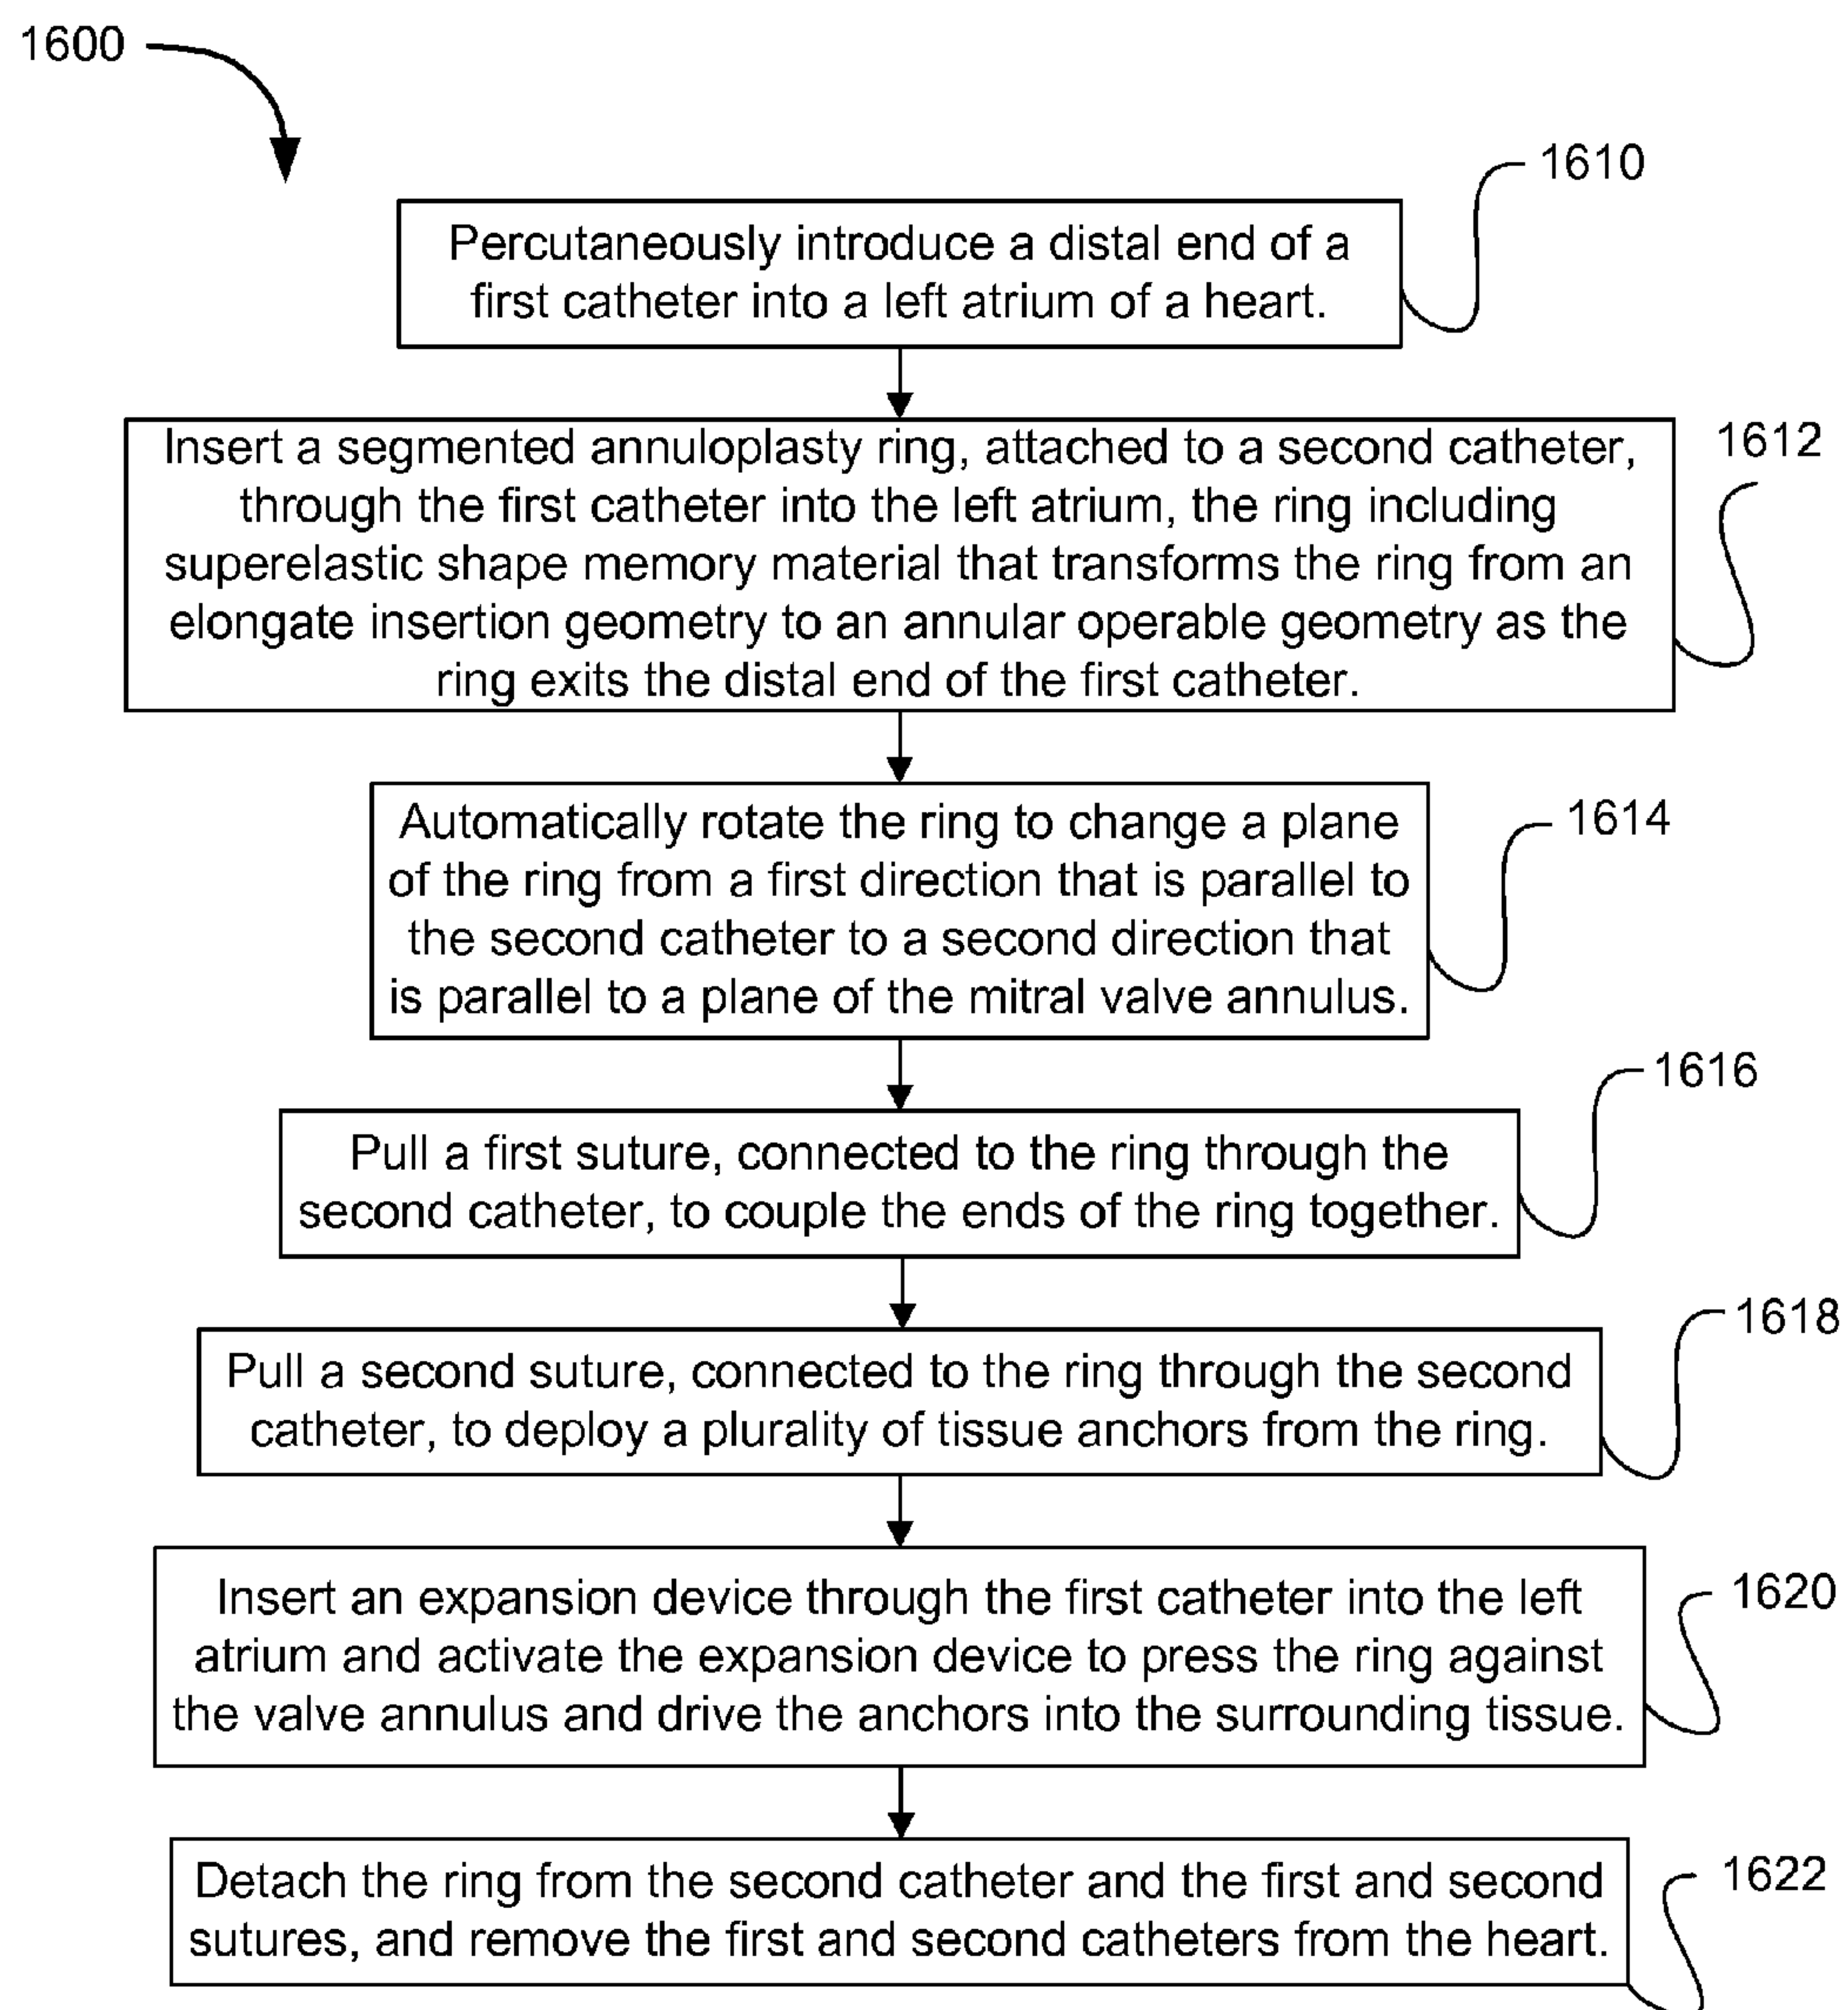 1600
1610
Percutaneously introduce a distal end of a
first catheter into a left atrium of a heart.
1612
Insert a segmented annuloplasty ring, attached to a second catheter,
through the first catheter into the left atrium, the ring including
superelastic shape memory material that transforms the ring from an
elongate insertion geometry to an annular operable geometry as the
ring exits the distal end of the first catheter.
1614
Automatically rotate the ring to change a plane
of the ring from a first direction that is parallel to
the second catheter to a second direction that
is parallel to a plane of the mitral valve annulus.
1616
Pull a first suture, connected to the ring through the
second catheter, to couple the ends of the ring together.
1618
Pull a second suture, connected to the ring through the second
catheter, to deploy a plurality of tissue anchors from the ring.
1620
Insert an expansion device through the first catheter into the left
atrium and activate the expansion device to press the ring against
the valve annulus and drive the anchors into the surrounding tissue.
1622
Detach the ring from the second catheter and the first and second
sutures, and remove the first and second catheters from the heart.